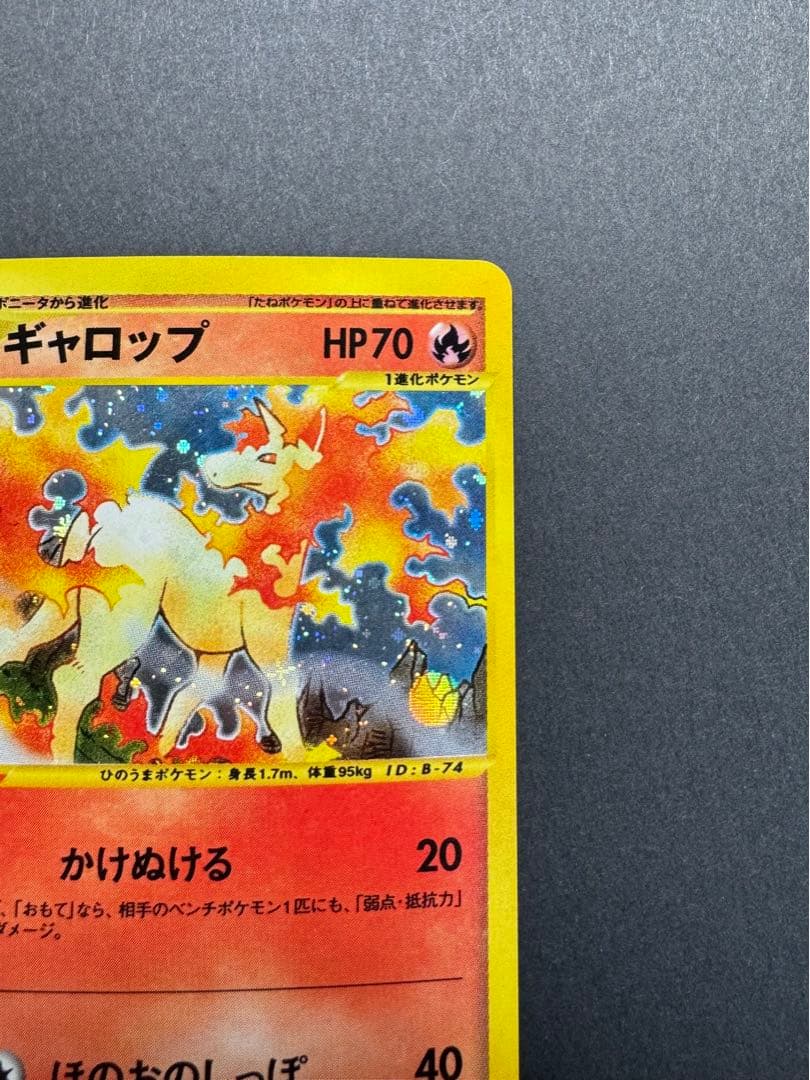 ポニータから進化
「たねポケモン」の上に重ねて進化させます。
ギャロップ HP70
1進化ポケモン
ひのうまポケモン：身長1.7m、体重95kg ID：B-74
かけぬける 20
、「おもて」なら、相手のベンチポケモン1匹にも、「弱点・抵抗力」
ダメージ。
ほのおのしっぽ 40